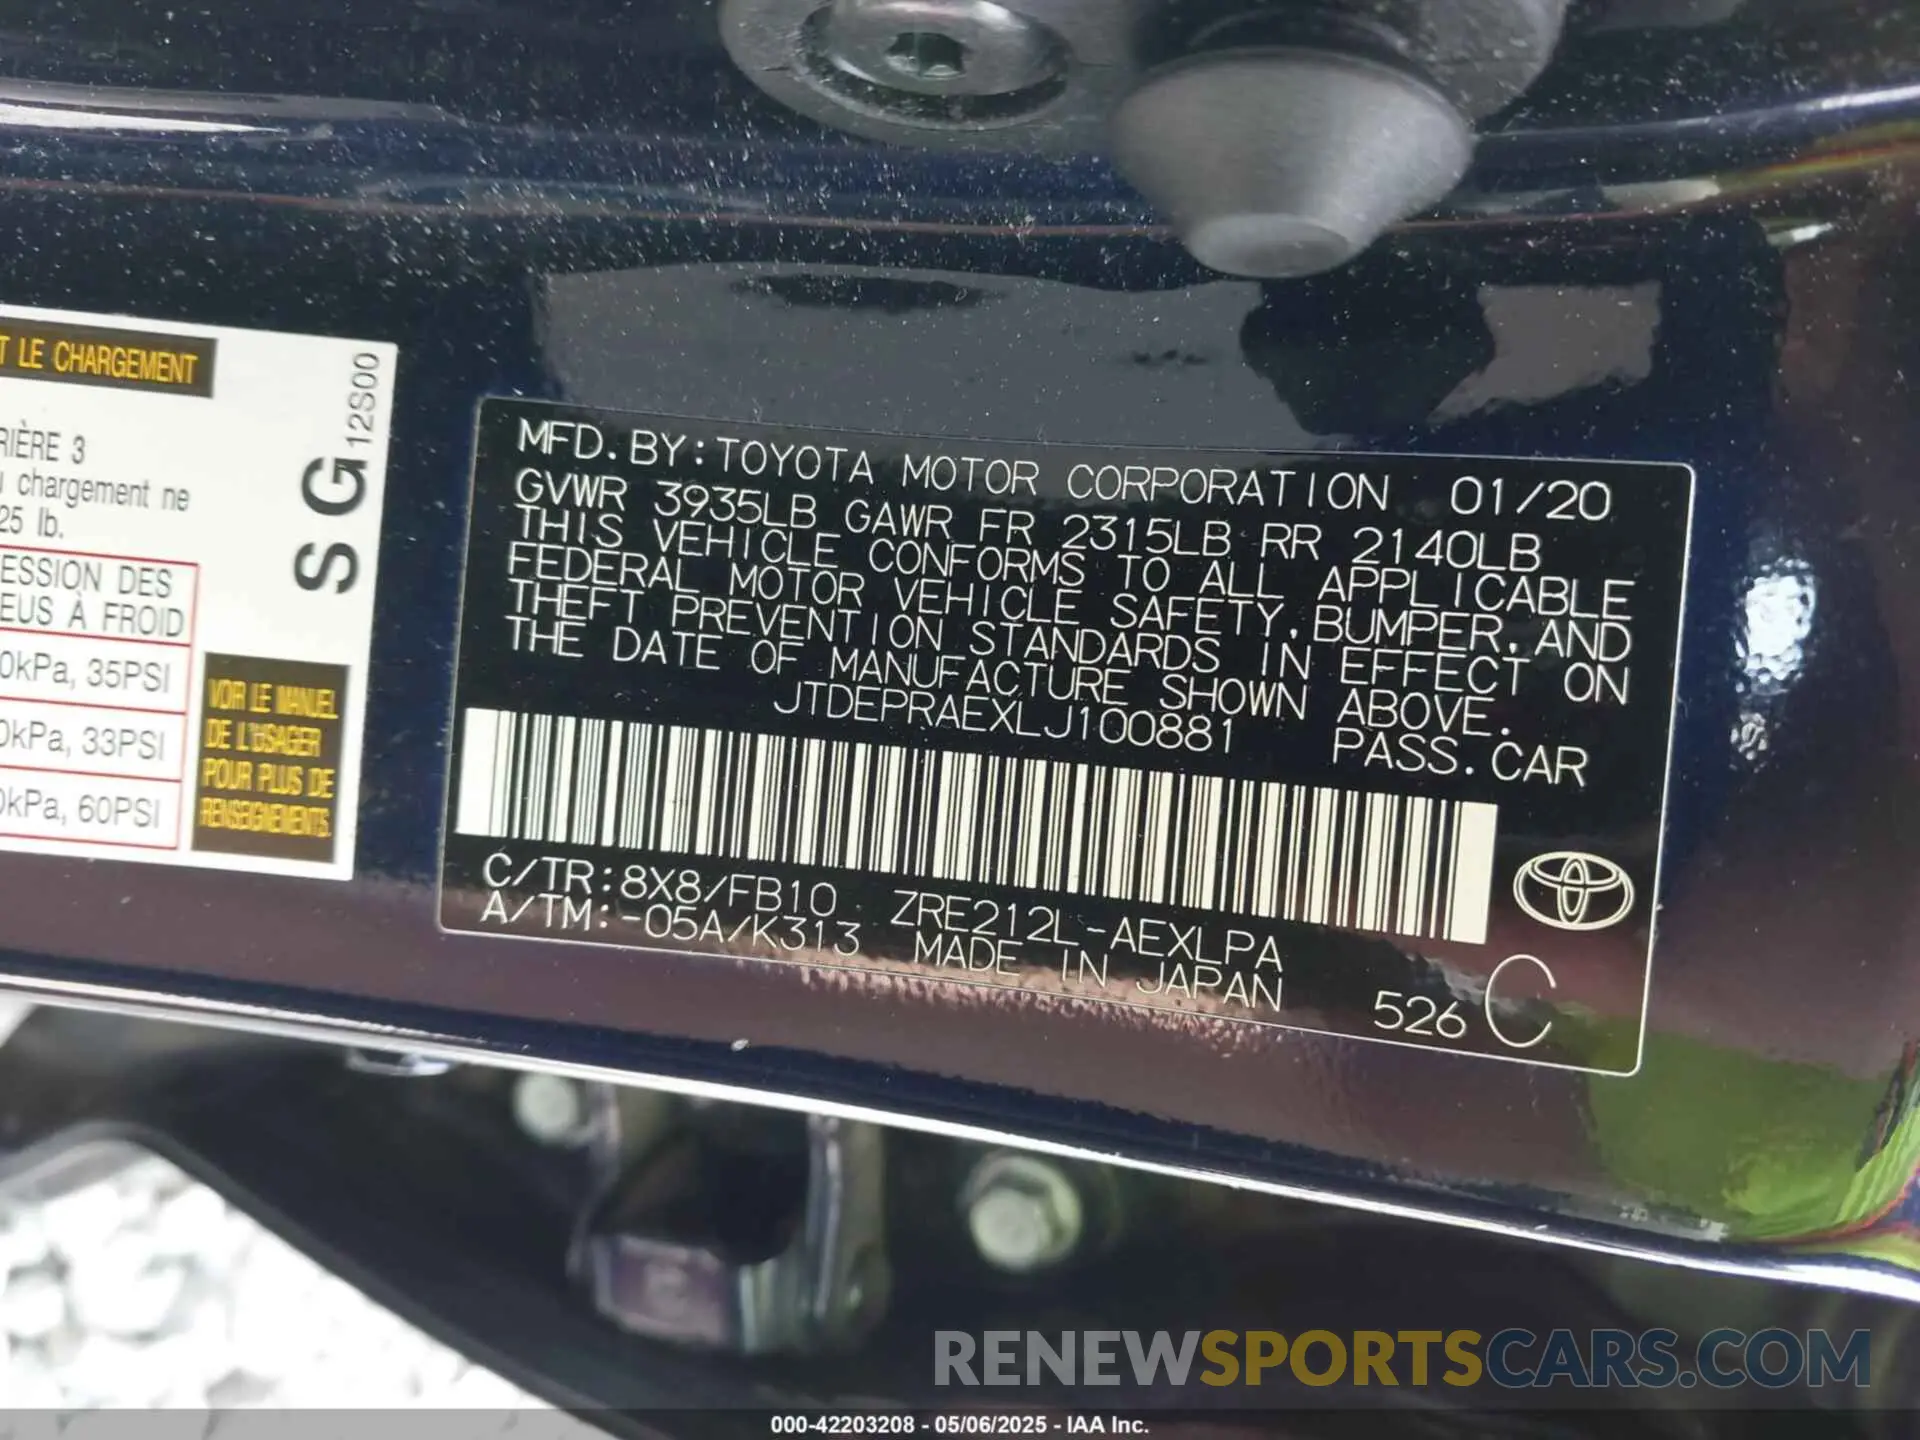 T LE CHARGEMENT
RIÈRE 3
chargement ne
25 lb.
ESSION DES
EUS À FROID
0kPa, 35PSI
0kPa, 33PSI
0kPa, 60PSI
VOIR LE MANUEL
DE L'USAGER
POUR PLUS DE
RENSEIGNEMENTS.
SG
12S00
MFD. BY: TOYOTA MOTOR CORPORATION 01/20
GVWR 3935LB GAWR FR 2315LB RR 2140LB
THIS VEHICLE CONFORMS TO ALL APPLICABLE
FEDERAL MOTOR VEHICLE SAFETY, BUMPER, AND
THEFT PREVENTION STANDARDS IN EFFECT ON
THE DATE OF MANUFACTURE SHOWN ABOVE.
JTDEPRAEXLJ100881 PASS. CAR
C/TR: 8X8/FB10 ZRE212L-AEXLPA
A/TM: -05A/K313 MADE IN JAPAN
526 C
RENEWSPORTSCARS.COM
000-42203208 - 05/06/2025 - IAA Inc.